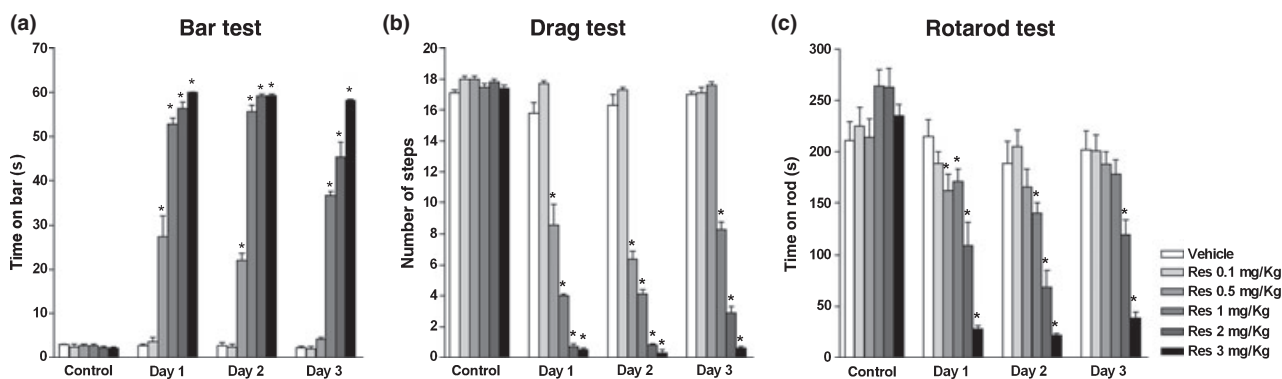 (a)
Bar test
Time on bar (s)
70
60
50
40
30
20
10
0
* * * * * * * * * * *
Control Day 1 Day 2 Day 3
(b)
Drag test
Number of steps
20
18
16
14
12
10
8
6
4
2
0
* * * * * * * * * * *
Control Day 1 Day 2 Day 3
(c)
Rotarod test
Time on rod (s)
300
250
200
150
100
50
0
* * * * * * * * *
Control Day 1 Day 2 Day 3
Vehicle
Res 0.1 mg/Kg
Res 0.5 mg/Kg
Res 1 mg/Kg
Res 2 mg/Kg
Res 3 mg/Kg